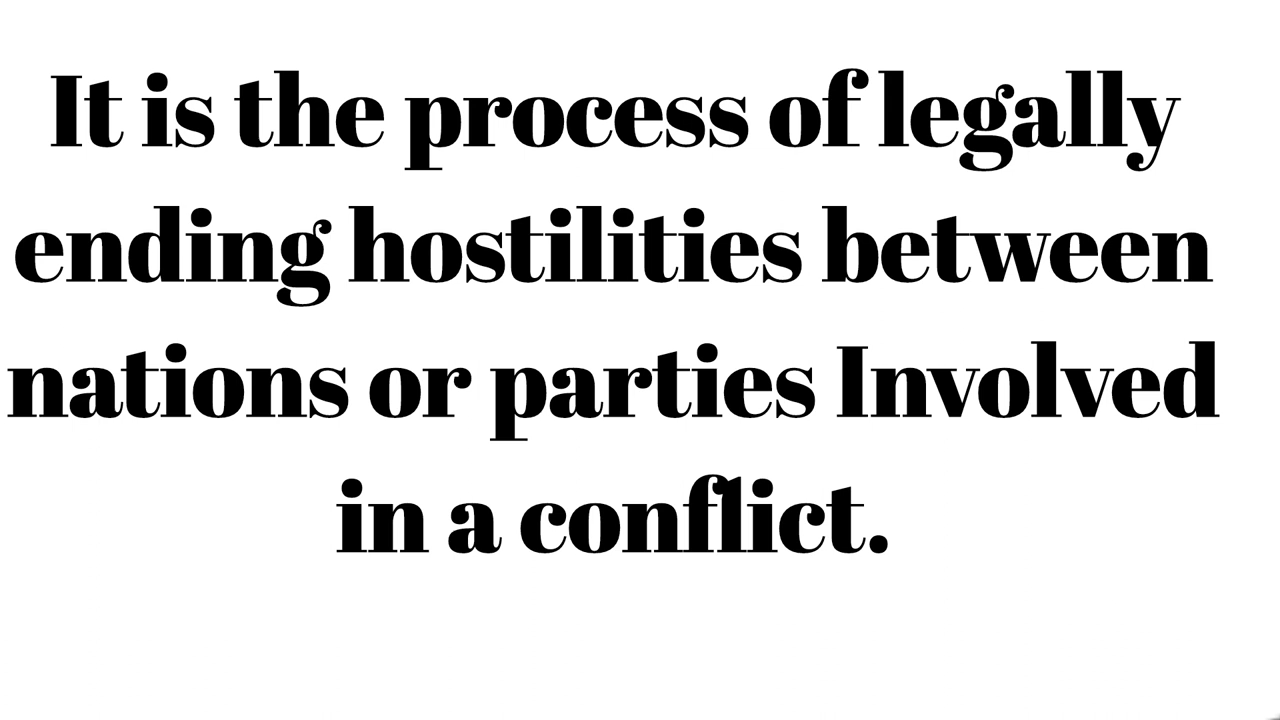 It is the process of legally
ending hostilities between
nations or parties Involved
in a conflict.